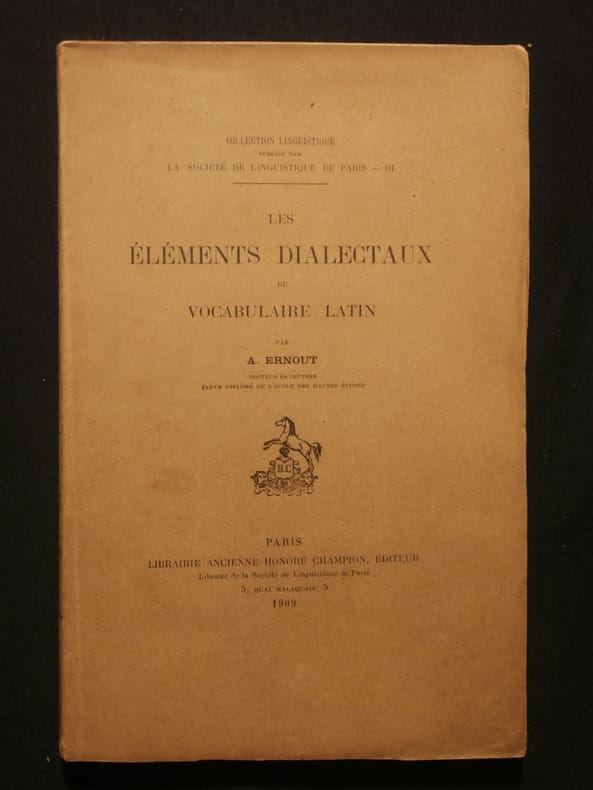 COLLECTION LINGUISTIQUE
PUBLIÉE PAR
LA SOCIÉTÉ DE LINGUISTIQUE DE PARIS — III.
LES
ÉLÉMENTS DIALECTAUX
DU
VOCABULAIRE LATIN
PAR
A. ERNOUT
DOCTEUR ÈS LETTRES
ÉLÈVE DIPLÔMÉ DE L'ÉCOLE DES HAUTES ÉTUDES
H.C
PARIS
LIBRAIRIE ANCIENNE HONORÉ CHAMPION, ÉDITEUR
Libraire de la Société de Linguistique de Paris
5, QUAI MALAQUAIS, 5
1909